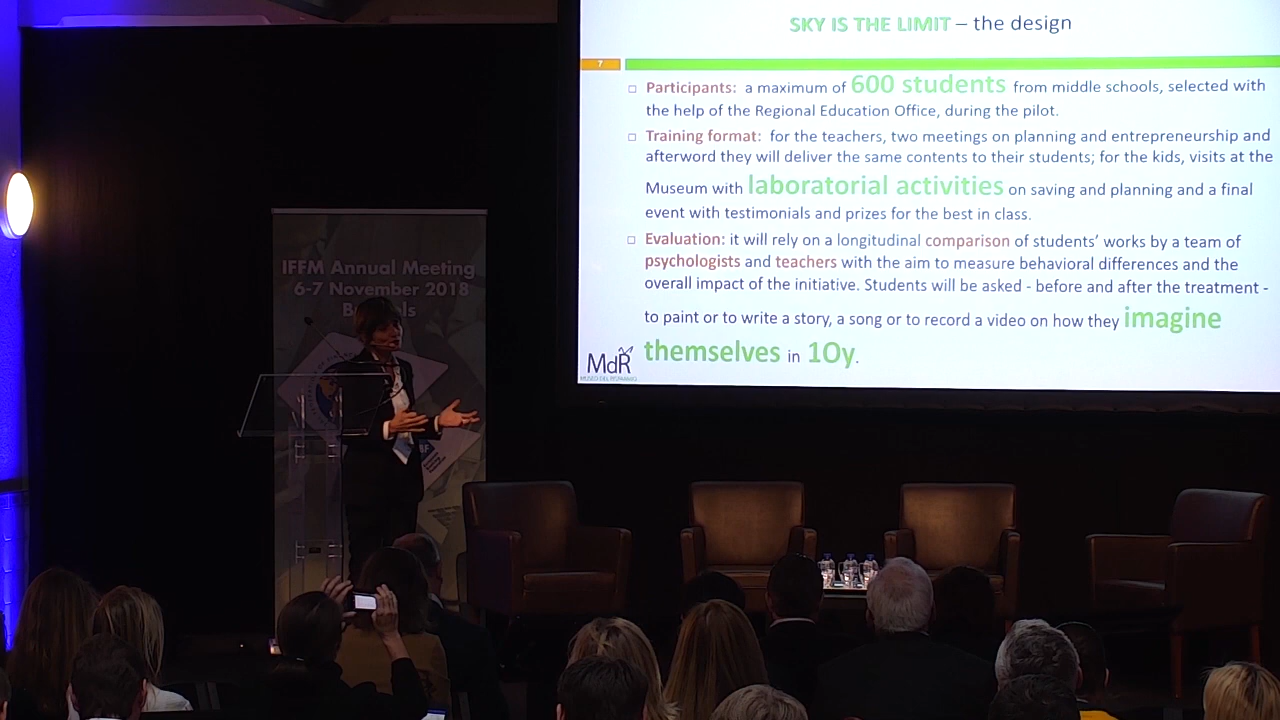 SKY IS THE LIMIT – the design
7
Participants: a maximum of 600 students from middle schools, selected with
the help of the Regional Education Office, during the pilot.
Training format: for the teachers, two meetings on planning and entrepreneurship and
afterword they will deliver the same contents to their students; for the kids, visits at the
Museum with laboratorial activities on saving and planning and a final
event with testimonials and prizes for the best in class.
Evaluation: it will rely on a longitudinal comparison of students’ works by a team of
psychologists and teachers with the aim to measure behavioral differences and the
overall impact of the initiative. Students will be asked - before and after the treatment -
to paint or to write a story, a song or to record a video on how they imagine
themselves in 10y.
MdR
MUSEO DEL RISPARMIO
IFFM Annual Meeting
6-7 November 2018